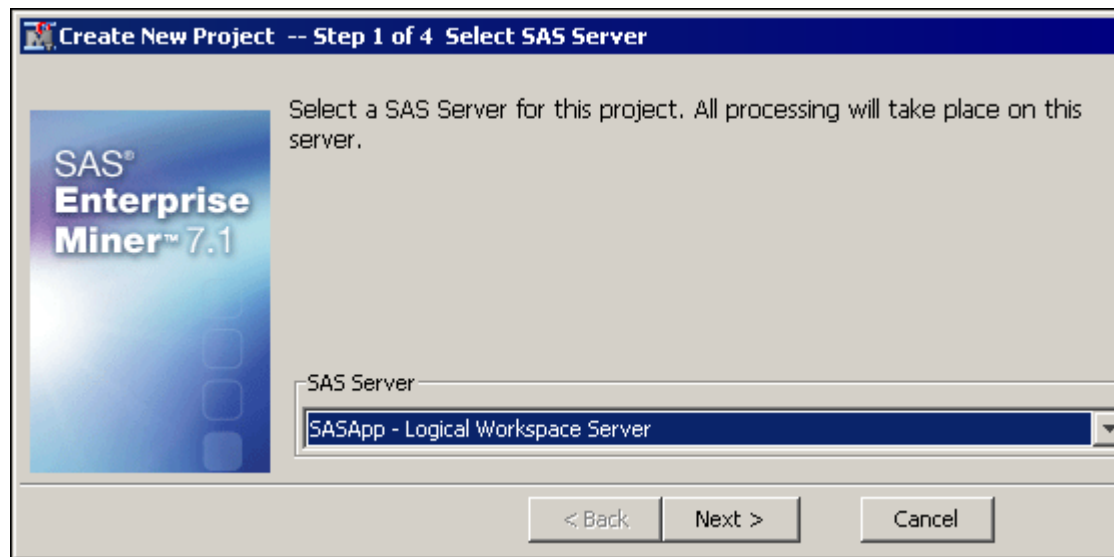 Create New Project -- Step 1 of 4 Select SAS Server
Select a SAS Server for this project. All processing will take place on this
server.
SAS®
Enterprise
Miner™ 7.1
SAS Server
SASApp - Logical Workspace Server
< Back
Next >
Cancel